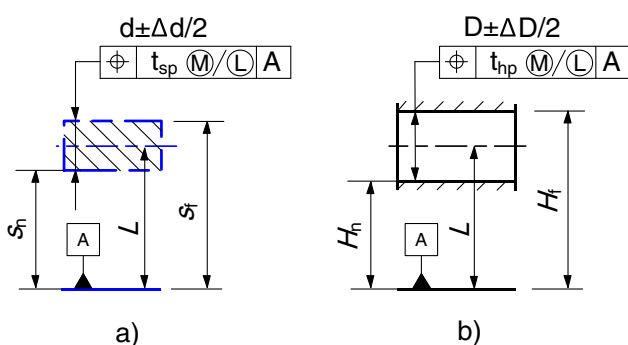 d±Δd/2
D±ΔD/2
⌖ t_sp Ⓜ/Ⓛ A
⌖ t_hp Ⓜ/Ⓛ A
s_n
A
L
s_f
H_n
A
L
H_f
a)
b)